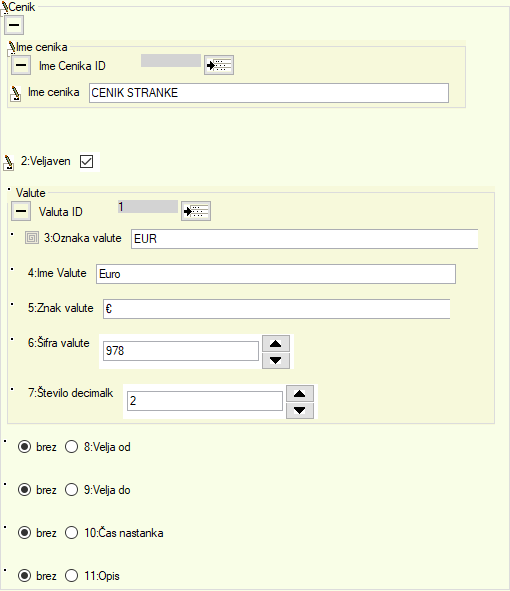 Cenik
Ime cenika
Ime Cenika ID
Ime cenika CENIK STRANKE
2:Veljaven
Valute
Valuta ID 1
3:Oznaka valute EUR
4:Ime Valute Euro
5:Znak valute €
6:Šifra valute 978
7:Število decimalk 2
brez 8:Velja od
brez 9:Velja do
brez 10:Čas nastanka
brez 11:Opis